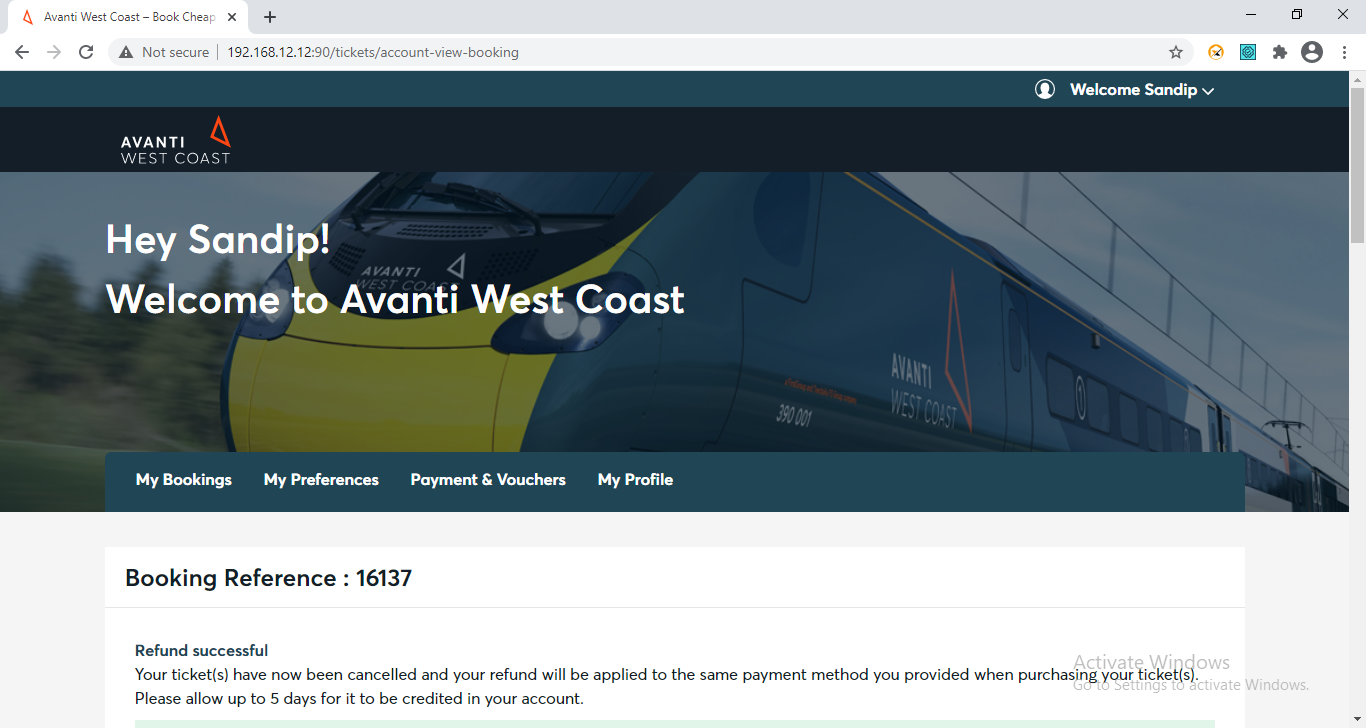 Avanti West Coast – Book Cheap
Not secure
192.168.12.12:90/tickets/account-view-booking
Welcome Sandip
AVANTI
WEST COAST
Hey Sandip!
AVANTI
WEST COAST
Welcome to Avanti West Coast
AVANTI
WEST COAST
390 001
1
My Bookings
My Preferences
Payment & Vouchers
My Profile
Booking Reference : 16137
Refund successful
Your ticket(s) have now been cancelled and your refund will be applied to the same payment method you provided when purchasing your ticket(s).
Please allow up to 5 days for it to be credited in your account.
Activate Windows
Go to Settings to activate Windows.